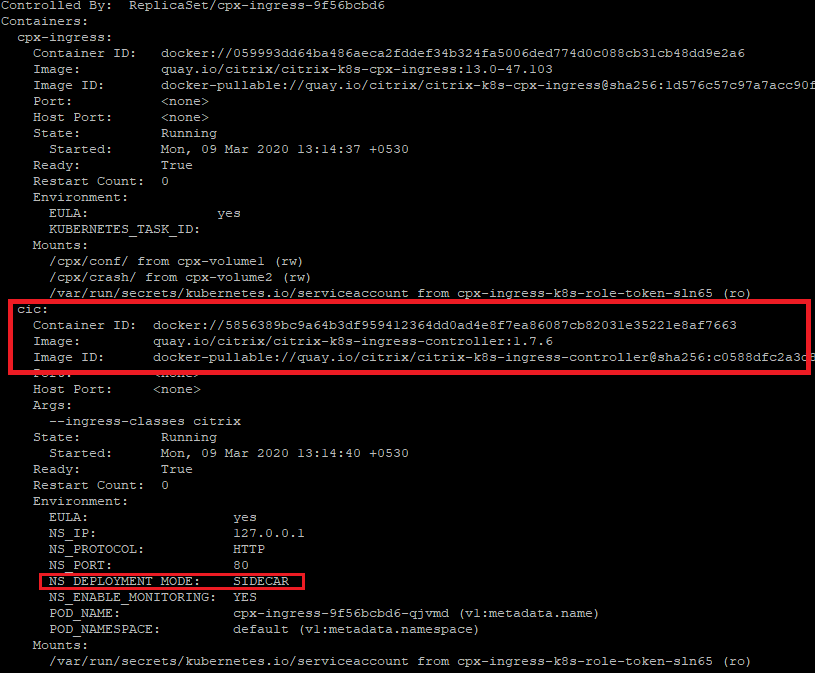 Controlled By:  ReplicaSet/cpx-ingress-9f56bcbd6
Containers:
  cpx-ingress:
    Container ID:   docker://059993dd64ba486aeca2fddef34b324fa5006ded774d0c088cb31cb48dd9e2a6
    Image:          quay.io/citrix/citrix-k8s-cpx-ingress:13.0-47.103
    Image ID:       docker-pullable://quay.io/citrix/citrix-k8s-cpx-ingress@sha256:1d576c57c97a7acc90f
    Port:           <none>
    Host Port:      <none>
    State:          Running
      Started:      Mon, 09 Mar 2020 13:14:37 +0530
    Ready:          True
    Restart Count:  0
    Environment:
      EULA:                yes
      KUBERNETES_TASK_ID:
    Mounts:
      /cpx/conf/ from cpx-volume1 (rw)
      /cpx/crash/ from cpx-volume2 (rw)
      /var/run/secrets/kubernetes.io/serviceaccount from cpx-ingress-k8s-role-token-sln65 (ro)
  cic:
    Container ID:  docker://5856389bc9a64b3df959412364dd0ad4e8f7ea86087cb82031e35221e8af7663
    Image:         quay.io/citrix/citrix-k8s-ingress-controller:1.7.6
    Image ID:      docker-pullable://quay.io/citrix/citrix-k8s-ingress-controller@sha256:c0588dfc2a3c8
    Port:          <none>
    Host Port:     <none>
    Args:
      --ingress-classes citrix
    State:          Running
      Started:      Mon, 09 Mar 2020 13:14:40 +0530
    Ready:          True
    Restart Count:  0
    Environment:
      EULA:                  yes
      NS_IP:                 127.0.0.1
      NS_PROTOCOL:           HTTP
      NS_PORT:               80
      NS_DEPLOYMENT_MODE:    SIDECAR
      NS_ENABLE_MONITORING:  YES
      POD_NAME:              cpx-ingress-9f56bcbd6-qjvmd (v1:metadata.name)
      POD_NAMESPACE:         default (v1:metadata.namespace)
    Mounts:
      /var/run/secrets/kubernetes.io/serviceaccount from cpx-ingress-k8s-role-token-sln65 (ro)